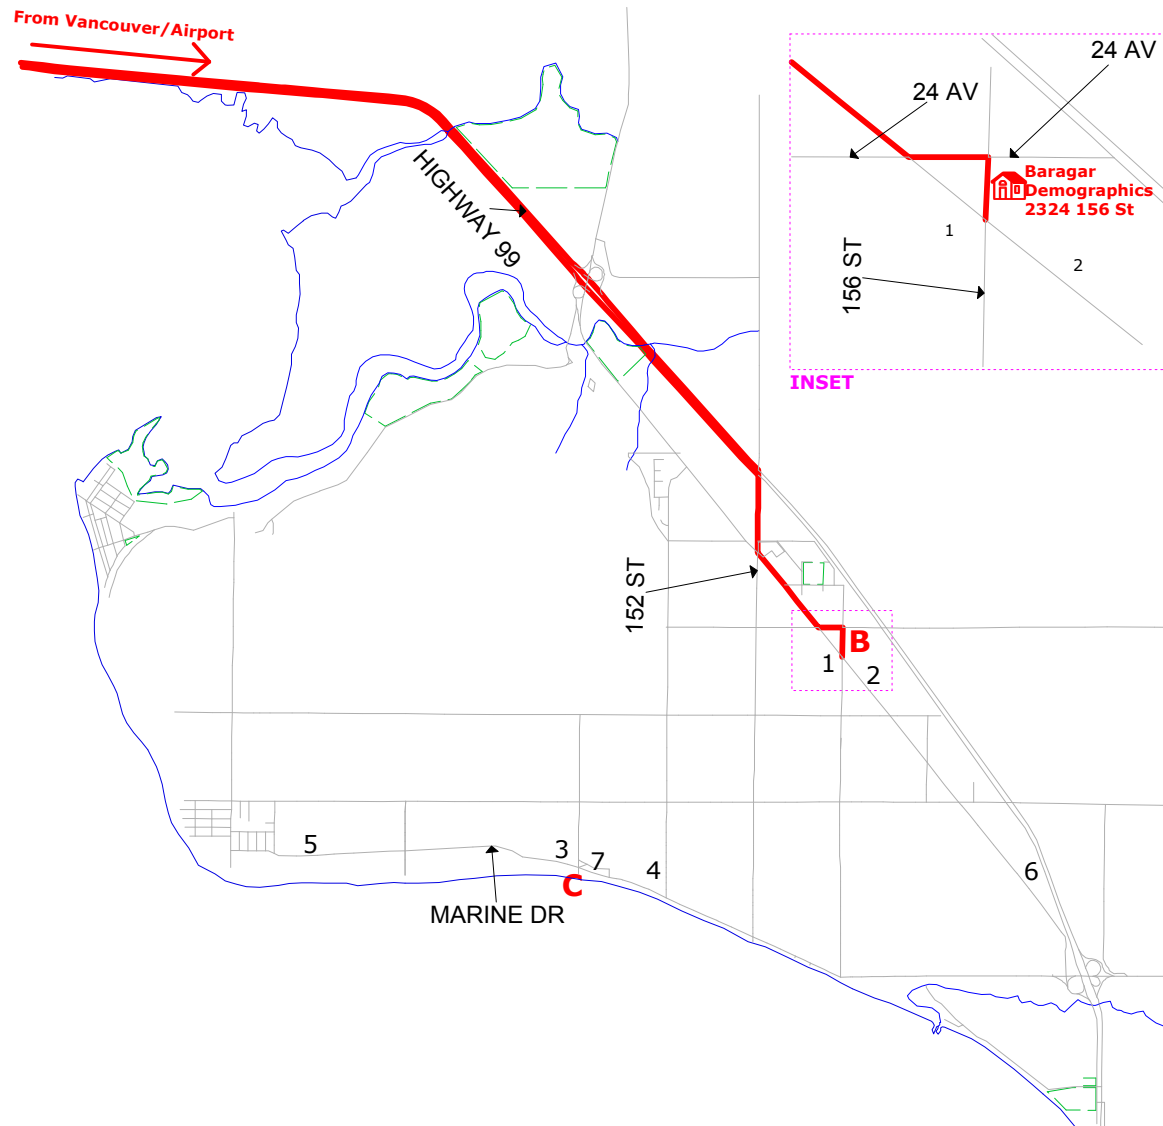 From Vancouver/Airport
24 AV
24 AV
HIGHWAY 99
Baragar
Demographics
2324 156 St
1
156 ST
2
INSET
152 ST
B
1
2
5
3
7
4
6
C
MARINE DR